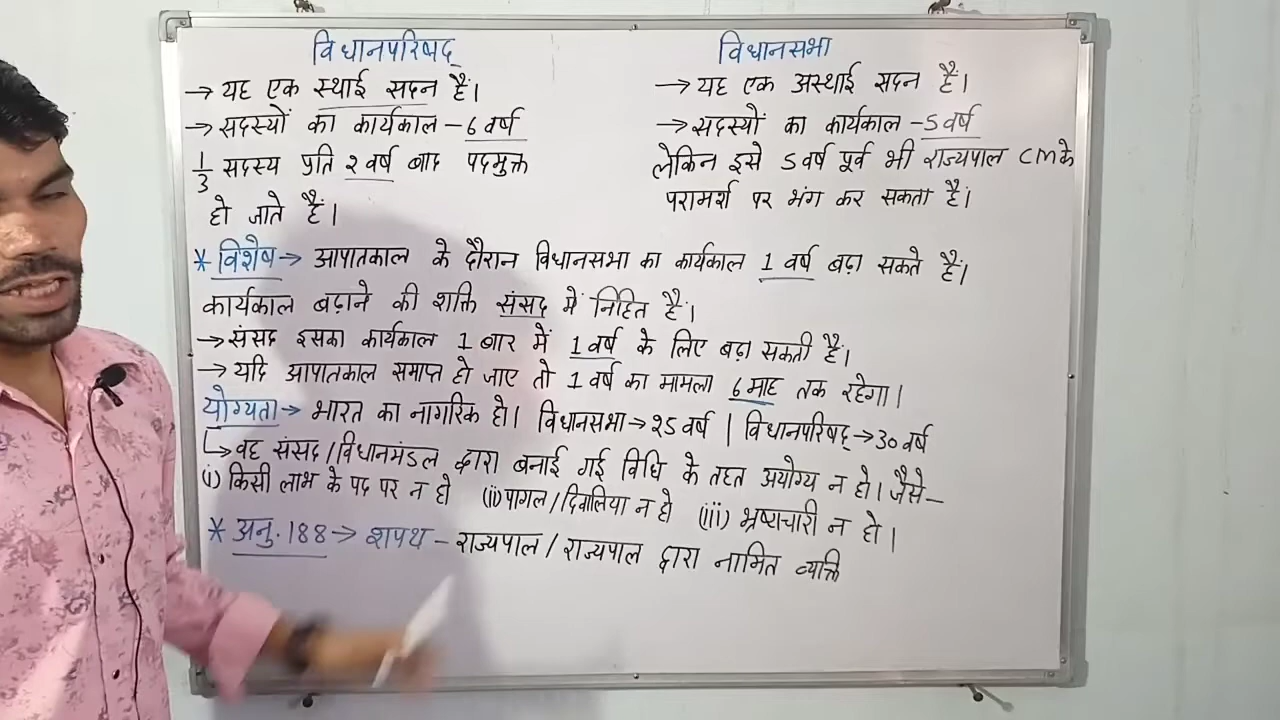 विधानपरिषद्
→ यह एक स्थाई सदन है।
→ सदस्यों का कार्यकाल – 6 वर्ष
1/3 सदस्य प्रति २ वर्ष बाद पदमुक्त
हो जाते हैं।
विधानसभा
→ यह एक अस्थाई सदन है।
→ सदस्यों का कार्यकाल – 5 वर्ष
लेकिन इसे 5 वर्ष पूर्व भी राज्यपाल CM के
परामर्श पर भंग कर सकता है।
* विशेष → आपातकाल के दौरान विधानसभा का कार्यकाल 1 वर्ष बढ़ा सकते हैं।
कार्यकाल बढ़ाने की शक्ति संसद में निहित है।
→ संसद इसका कार्यकाल 1 बार में 1 वर्ष के लिए बढ़ा सकती है।
→ यदि आपातकाल समाप्त हो जाए तो 1 वर्ष का मामला 6 माह तक रहेगा।
योग्यता → भारत का नागरिक हो। विधानसभा → २5 वर्ष | विधानपरिषद् → 30 वर्ष
↳ वह संसद/विधानमंडल द्वारा बनाई गई विधि के तहत अयोग्य न हो। जैसे –
(i) किसी लाभ के पद पर न हो (ii) पागल/दिवालिया न हो (iii) भ्रष्टाचारी न हो।
* अनु. 188 → शपथ – राज्यपाल / राज्यपाल द्वारा नामित व्यक्ति